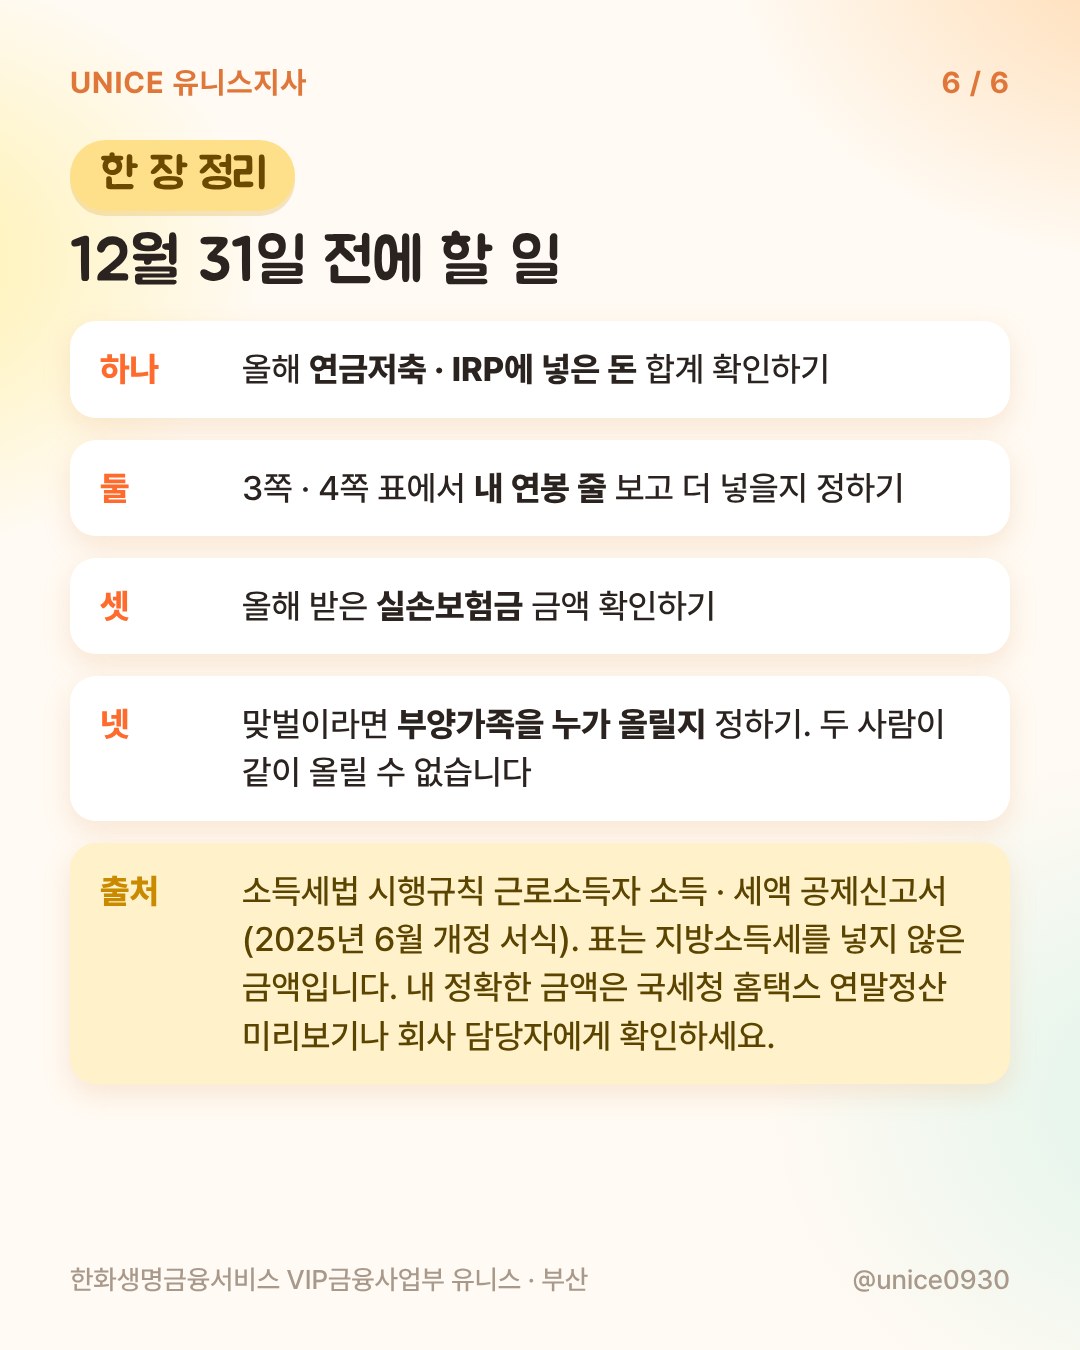 UNICE 유니스지사
6 / 6
한 장 정리
12월 31일 전에 할 일
하나
올해 연금저축 · IRP에 넣은 돈 합계 확인하기
둘
3쪽 · 4쪽 표에서 내 연봉 줄 보고 더 넣을지 정하기
셋
올해 받은 실손보험금 금액 확인하기
넷
맞벌이라면 부양가족을 누가 올릴지 정하기. 두 사람이
같이 올릴 수 없습니다
출처
소득세법 시행규칙 근로소득자 소득 · 세액 공제신고서
(2025년 6월 개정 서식). 표는 지방소득세를 넣지 않은
금액입니다. 내 정확한 금액은 국세청 홈택스 연말정산
미리보기나 회사 담당자에게 확인하세요.
한화생명금융서비스 VIP금융사업부 유니스 · 부산
@unice0930